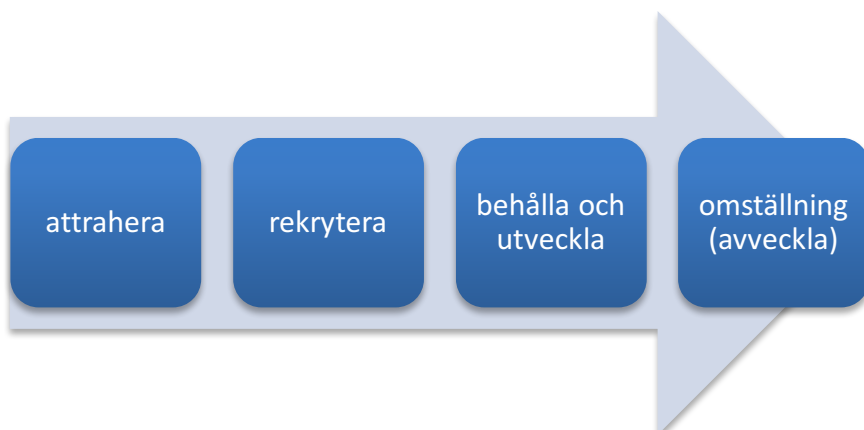 attrahera
rekrytera
behålla och
utveckla
omställning
(avveckla)